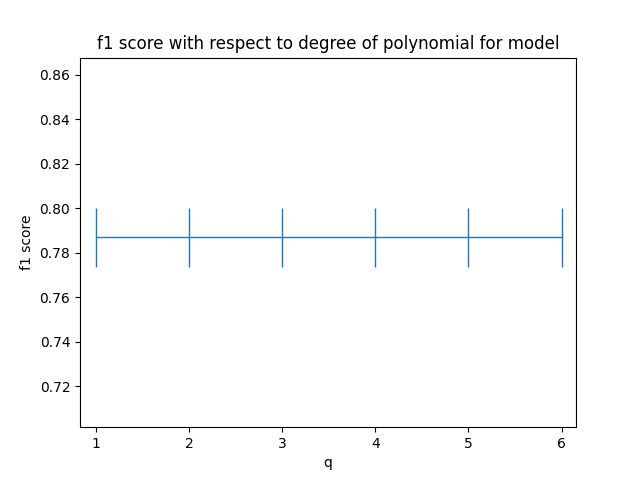 f1 score with respect to degree of polynomial for model
0.86
0.84
0.82
0.80
0.78
0.76
0.74
0.72
f1 score
1 2 3 4 5 6
q